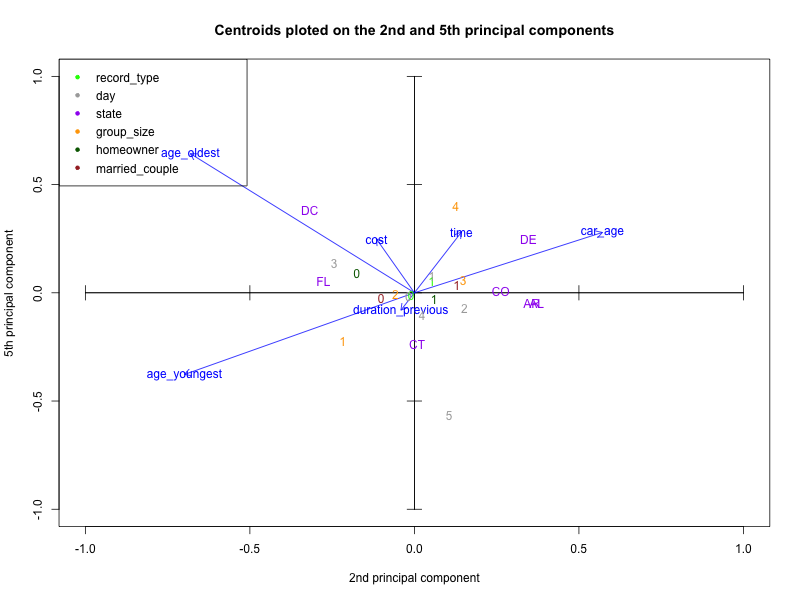 Centroids ploted on the 2nd and 5th principal components
record_type
day
state
group_size
homeowner
married_couple
age_oldest
DC
4
cost
time
car_age
DE
3
0
FL
1
3
1
CO
2
0
1
AR
AL
duration_previous
2
4
CT
1
age_youngest
5
1.0
0.5
0.0
-0.5
-1.0
5th principal component
-1.0 -0.5 0.0 0.5 1.0
2nd principal component